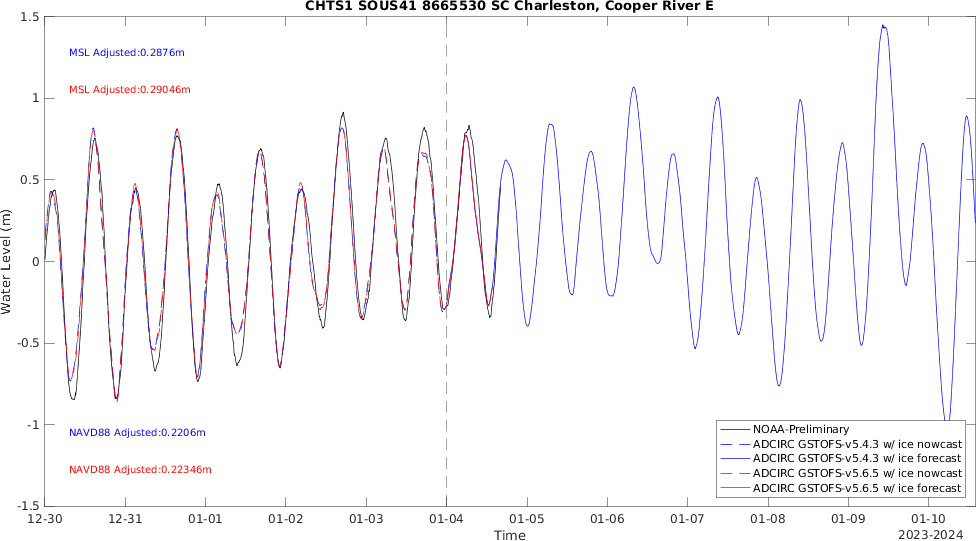 CHTS1 SOUS41 8665530 SC Charleston, Cooper River E
1.5
1
0.5
0
-0.5
-1
-1.5
Water Level (m)
MSL Adjusted:0.2876m
MSL Adjusted:0.29046m
NAVD88 Adjusted:0.2206m
NAVD88 Adjusted:0.22346m
NOAA-Preliminary
ADCIRC GSTOFS-v5.4.3 w/ ice nowcast
ADCIRC GSTOFS-v5.4.3 w/ ice forecast
ADCIRC GSTOFS-v5.6.5 w/ ice nowcast
ADCIRC GSTOFS-v5.6.5 w/ ice forecast
12-30 12-31 01-01 01-02 01-03 01-04 01-05 01-06 01-07 01-08 01-09 01-10
2023-2024
Time